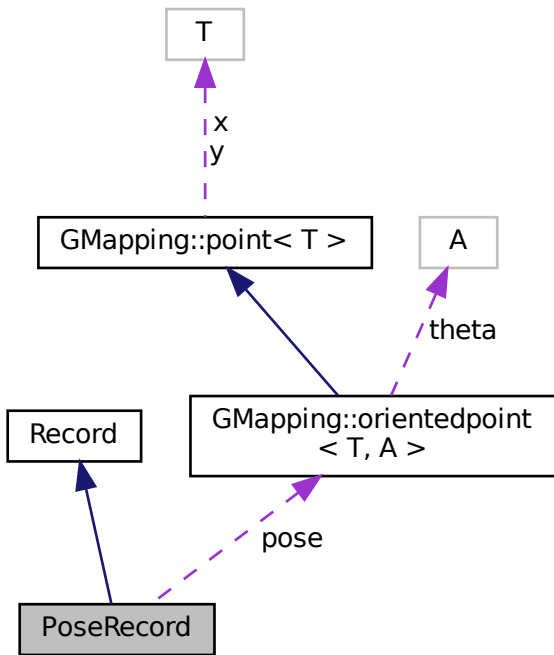 T
x
y
GMapping::point< T >
A
theta
GMapping::orientedpoint
< T, A >
Record
pose
PoseRecord